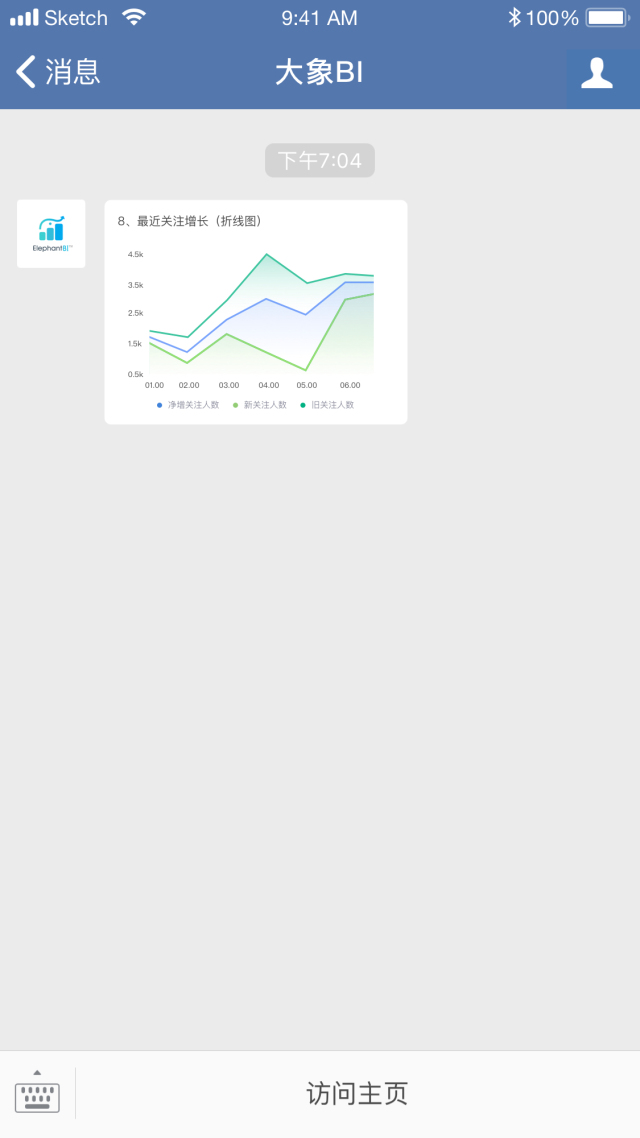 Sketch 9:41 AM 100%
消息 大象BI
下午7:04
ElephantBI™
8、最近关注增长（折线图）
4.5k
3.5k
2.5k
1.5k
0.5k
01.00 02.00 03.00 04.00 05.00 06.00
净增关注人数 新关注人数 旧关注人数
访问主页